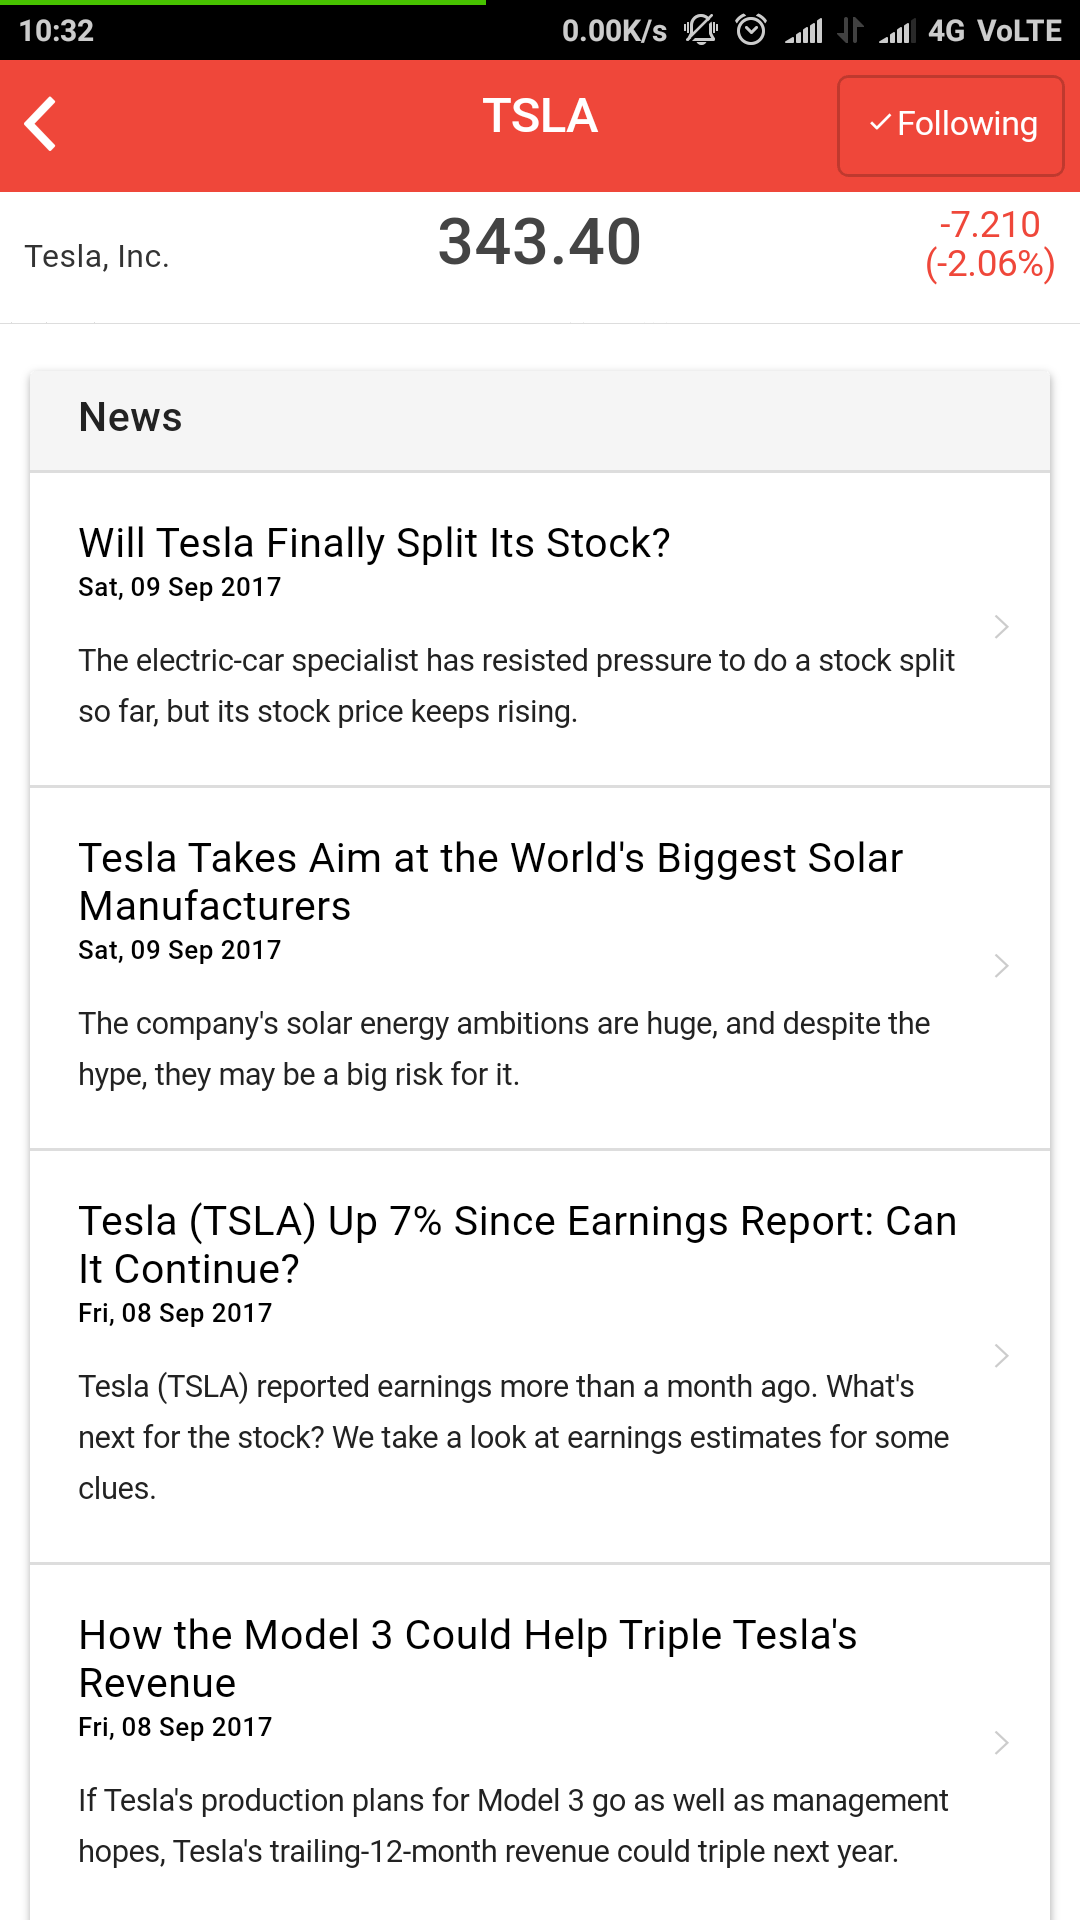 10:32 0.00K/s 4G VoLTE
TSLA
Following
Tesla, Inc.
343.40
-7.210
(-2.06%)
News
Will Tesla Finally Split Its Stock?
Sat, 09 Sep 2017
The electric-car specialist has resisted pressure to do a stock split
so far, but its stock price keeps rising.
Tesla Takes Aim at the World's Biggest Solar
Manufacturers
Sat, 09 Sep 2017
The company's solar energy ambitions are huge, and despite the
hype, they may be a big risk for it.
Tesla (TSLA) Up 7% Since Earnings Report: Can
It Continue?
Fri, 08 Sep 2017
Tesla (TSLA) reported earnings more than a month ago. What's
next for the stock? We take a look at earnings estimates for some
clues.
How the Model 3 Could Help Triple Tesla's
Revenue
Fri, 08 Sep 2017
If Tesla's production plans for Model 3 go as well as management
hopes, Tesla's trailing-12-month revenue could triple next year.